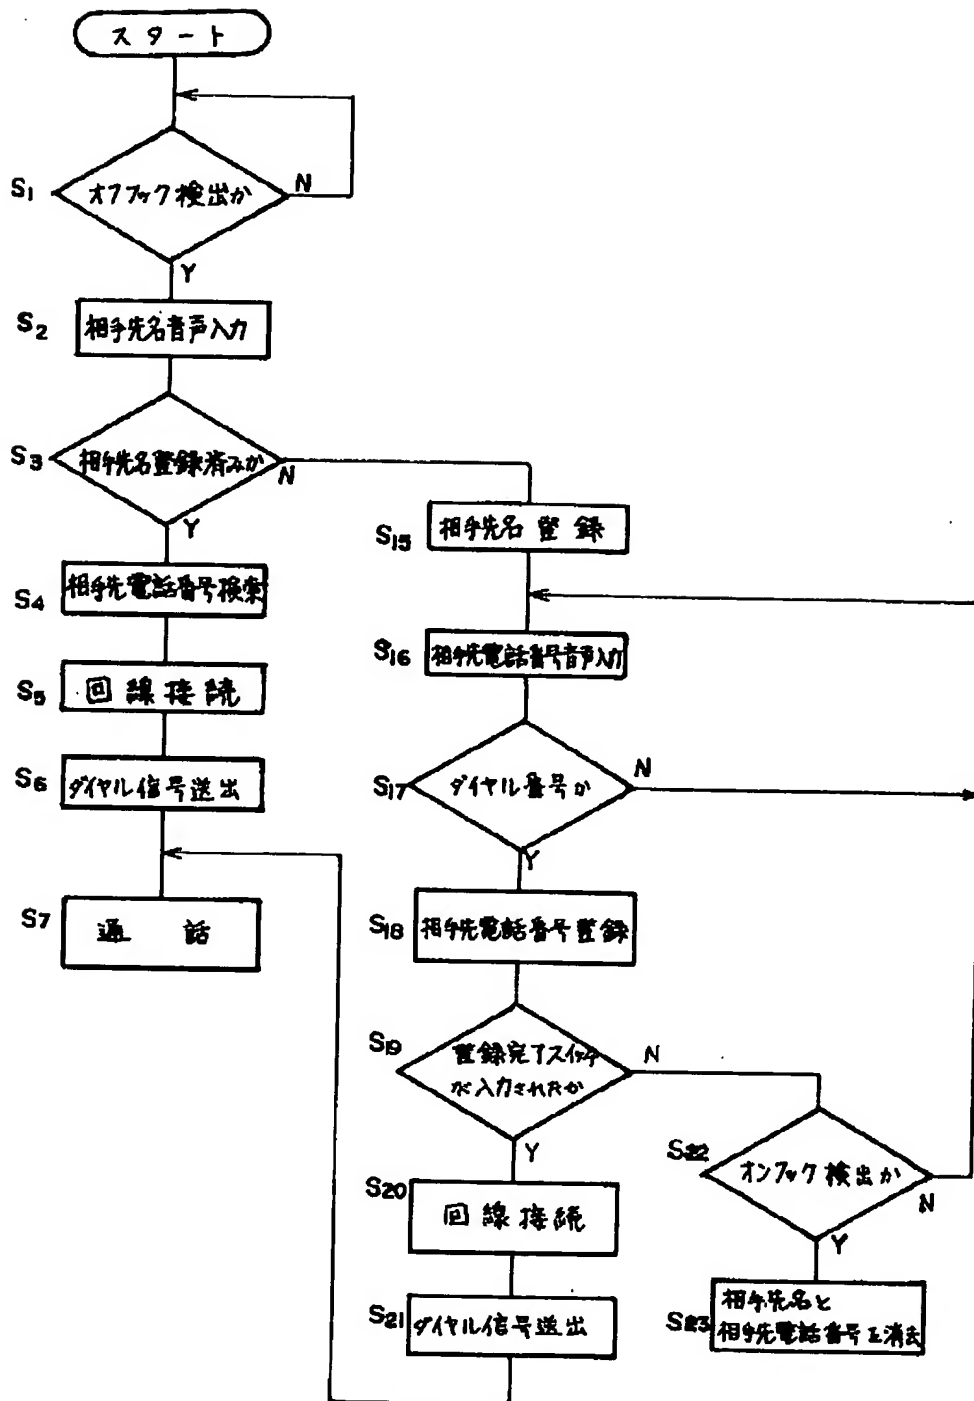 スタート
S1
オフフック検出か
N
Y
S2
相手先名音声入力
S3
相手先名登録済みか
N
Y
S4
相手先電話番号検索
S5
回線接続
S6
ダイヤル信号送出
S7
通話
S15
相手先名登録
S16
相手先電話番号音声入力
S17
ダイヤル番号か
N
Y
S18
相手先電話番号登録
S19
登録完了スイッチ
が入力されたか
N
Y
S20
回線接続
S21
ダイヤル信号送出
S22
オンフック検出か
N
Y
S23
相手先名と
相手先電話番号を消去